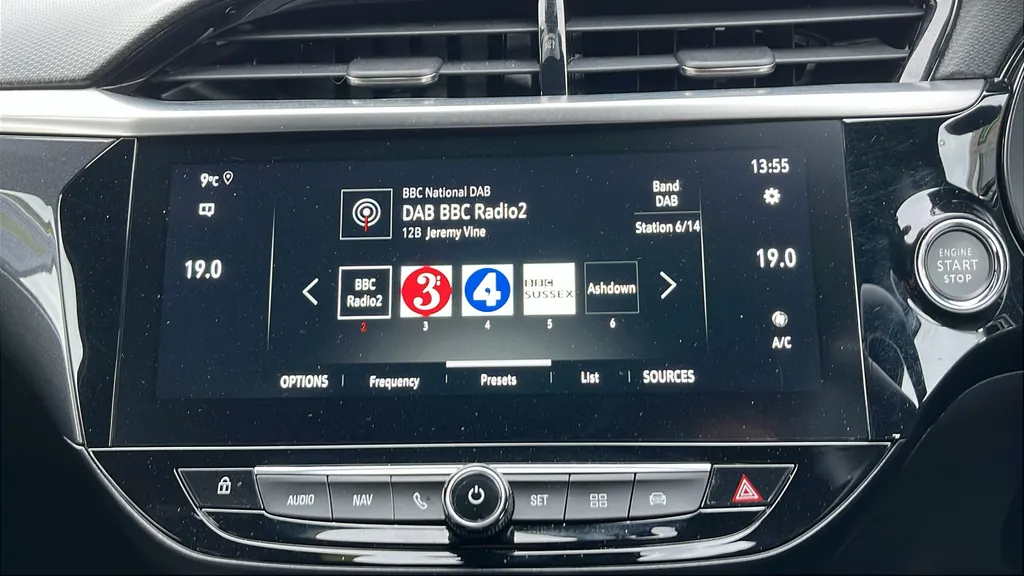 9°C
13:55
BBC National DAB
DAB BBC Radio2
12B Jeremy Vine
Band
DAB
Station 6/14
19.0
19.0
BBC
Radio2
3
4
BBC
SUSSEX
Ashdown
2
3
4
5
6
A/C
OPTIONS
Frequency
Presets
List
SOURCES
ENGINE
START
STOP
AUDIO
NAV
SET